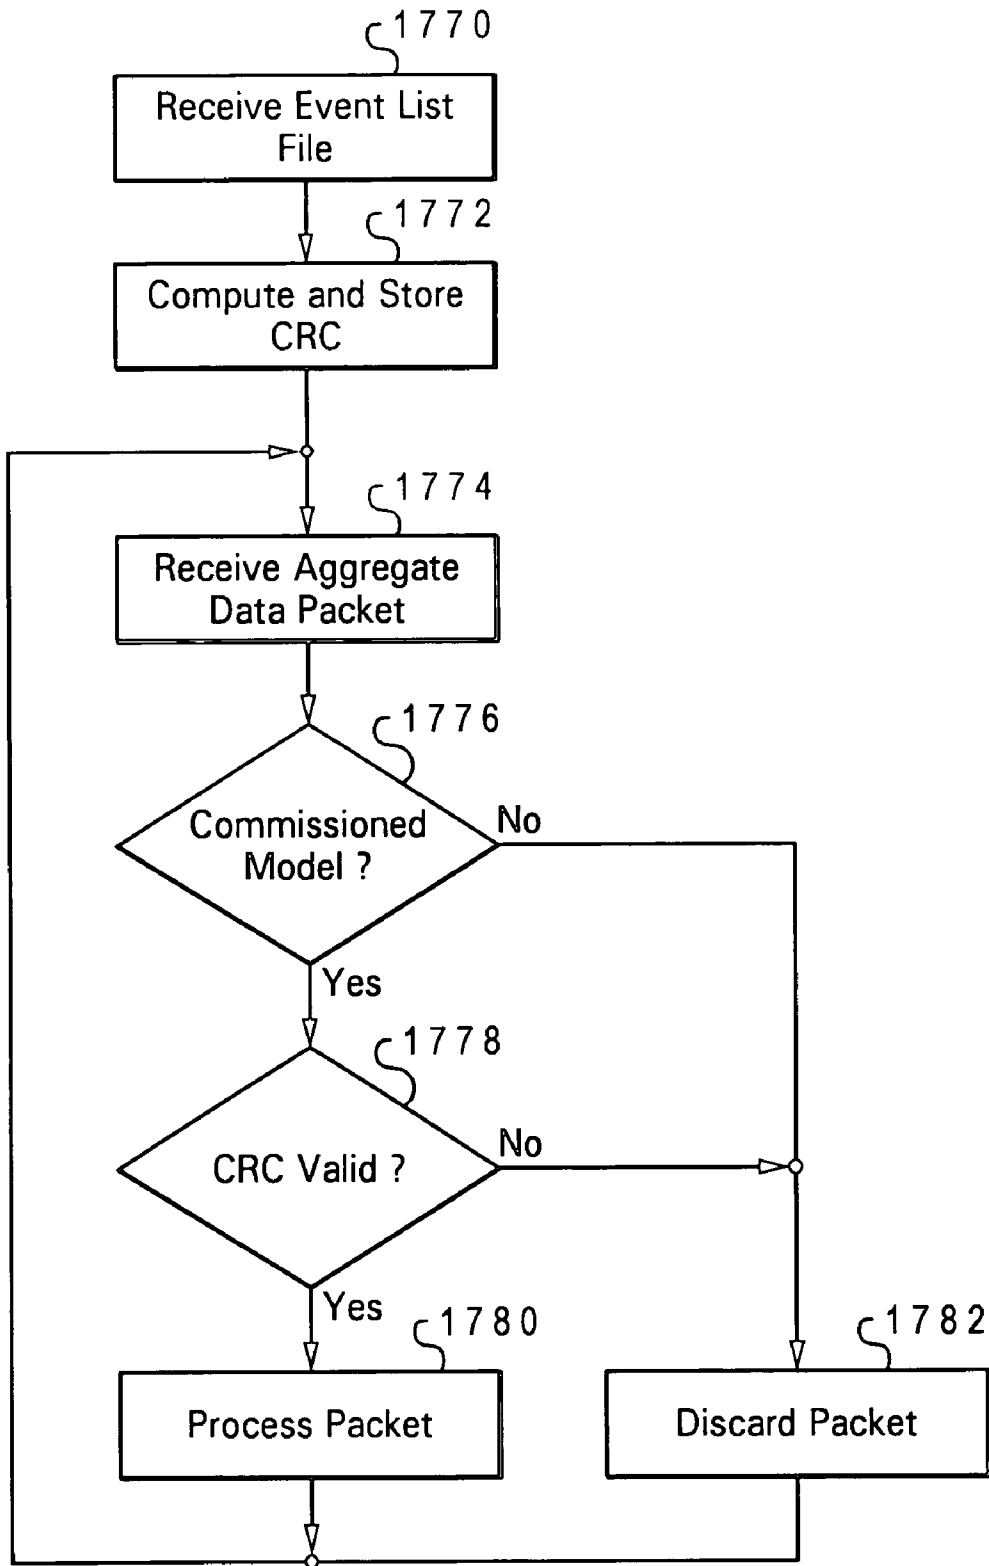 1770
Receive Event List
File
1772
Compute and Store
CRC
1774
Receive Aggregate
Data Packet
1776
Commissioned
Model ?
No
Yes
1778
CRC Valid ?
No
Yes
1780
Process Packet
1782
Discard Packet